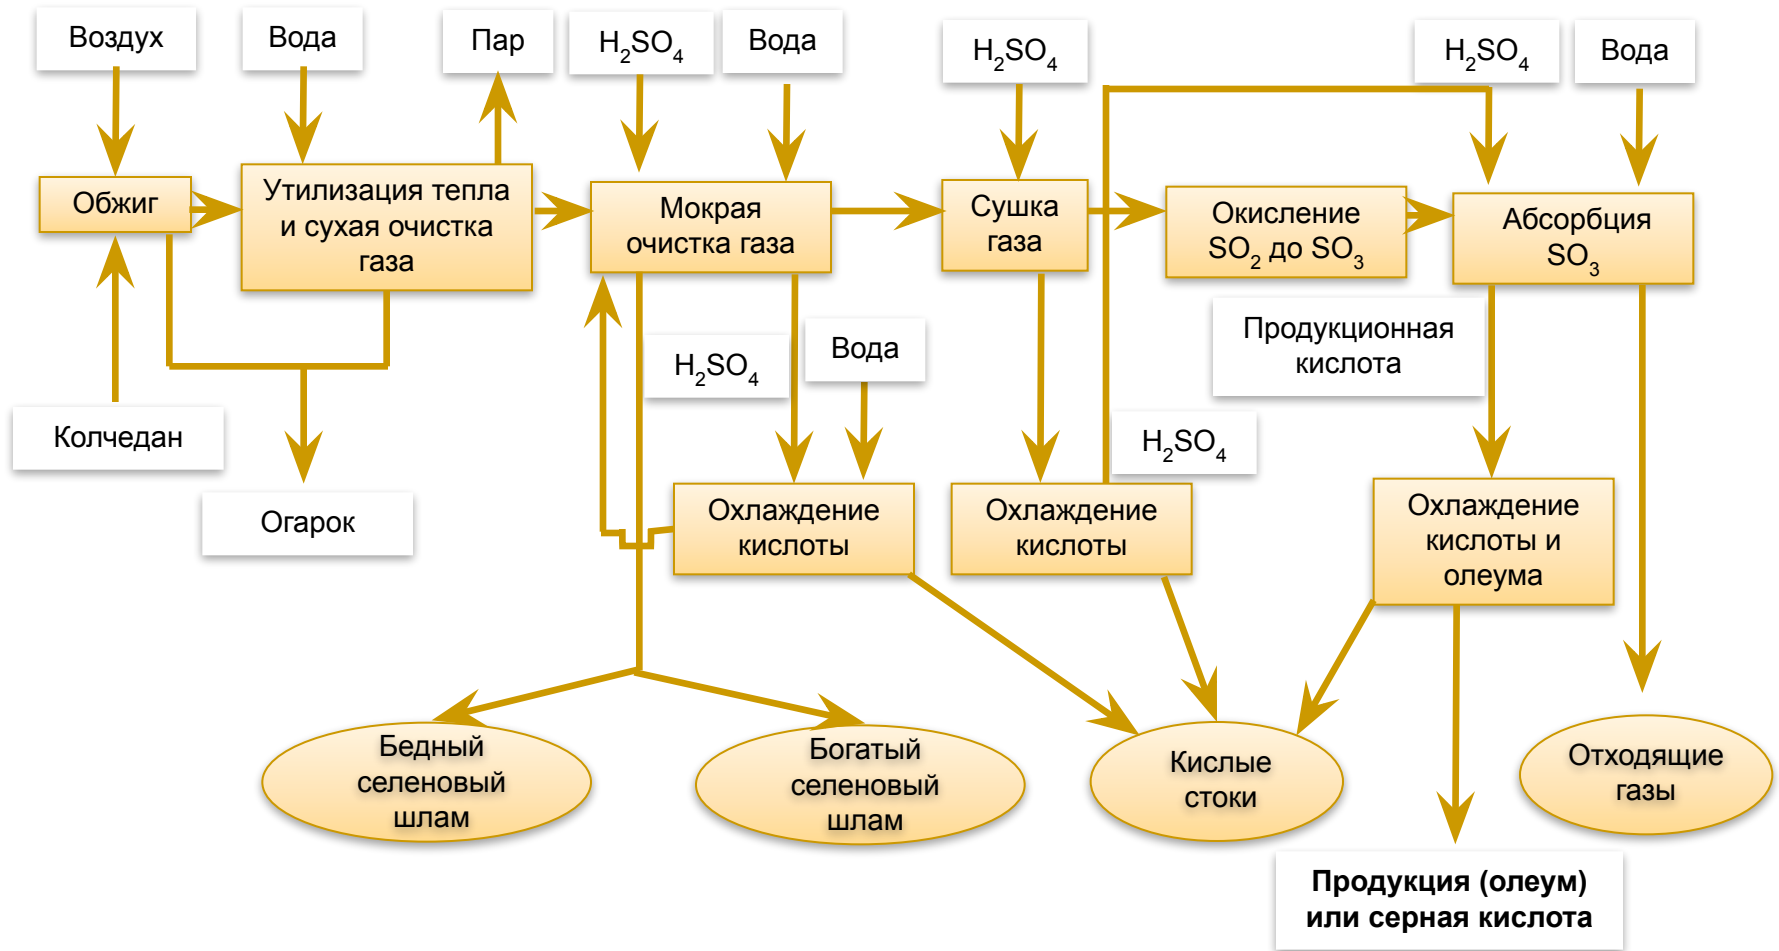 Воздух
Вода
Пар
H₂SO₄
Вода
H₂SO₄
H₂SO₄
Вода
Обжиг
Утилизация тепла
и сухая очистка
газа
Мокрая
очистка газа
Сушка
газа
Окисление
SO₂ до SO₃
Абсорбция
SO₃
H₂SO₄
Вода
Продукционная
кислота
Колчедан
H₂SO₄
Огарок
Охлаждение
кислоты
Охлаждение
кислоты
Охлаждение
кислоты и
олеума
Бедный
селеновый
шлам
Богатый
селеновый
шлам
Кислые
стоки
Отходящие
газы
Продукция (олеум)
или серная кислота